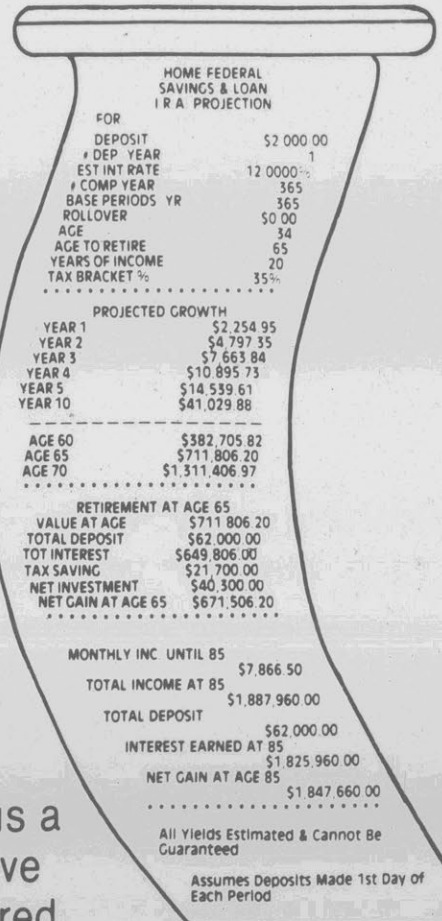 HOME FEDERAL
SAVINGS & LOAN
I R A PROJECTION
FOR
DEPOSIT $2 000 00
# DEP YEAR 1
EST INT RATE 12 0000%
# COMP YEAR 365
BASE PERIODS YR 365
ROLLOVER $0 00
AGE 34
AGE TO RETIRE 65
YEARS OF INCOME 20
TAX BRACKET % 35%
PROJECTED GROWTH
YEAR 1 $2,254 95
YEAR 2 $4,797 35
YEAR 3 $7,663 84
YEAR 4 $10,895 73
YEAR 5 $14,539.61
YEAR 10 $41,029.88
AGE 60 $382,705.82
AGE 65 $711,806.20
AGE 70 $1,311,406.97
RETIREMENT AT AGE 65
VALUE AT AGE $711 806.20
TOTAL DEPOSIT $62,000.00
TOT INTEREST $649,806.00
TAX SAVING $21,700.00
NET INVESTMENT $40,300.00
NET GAIN AT AGE 65 $671,506.20
MONTHLY INC. UNTIL 85
$7,866.50
TOTAL INCOME AT 85
$1,887,960.00
TOTAL DEPOSIT
$62,000.00
INTEREST EARNED AT 85
$1,825,960.00
NET GAIN AT AGE 85
$1,847,660.00
us a
ve
red
All Yields Estimated & Cannot Be
Guaranteed
Assumes Deposits Made 1st Day of
Each Period